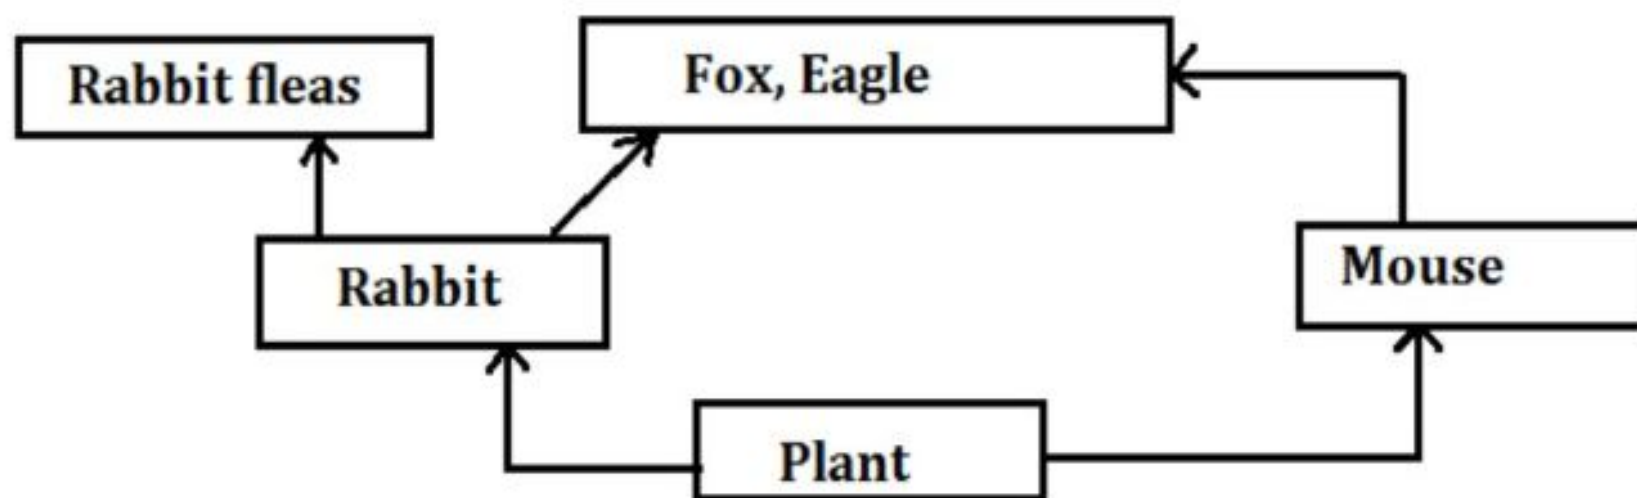 Rabbit fleas
Fox, Eagle
Rabbit
Mouse
Plant